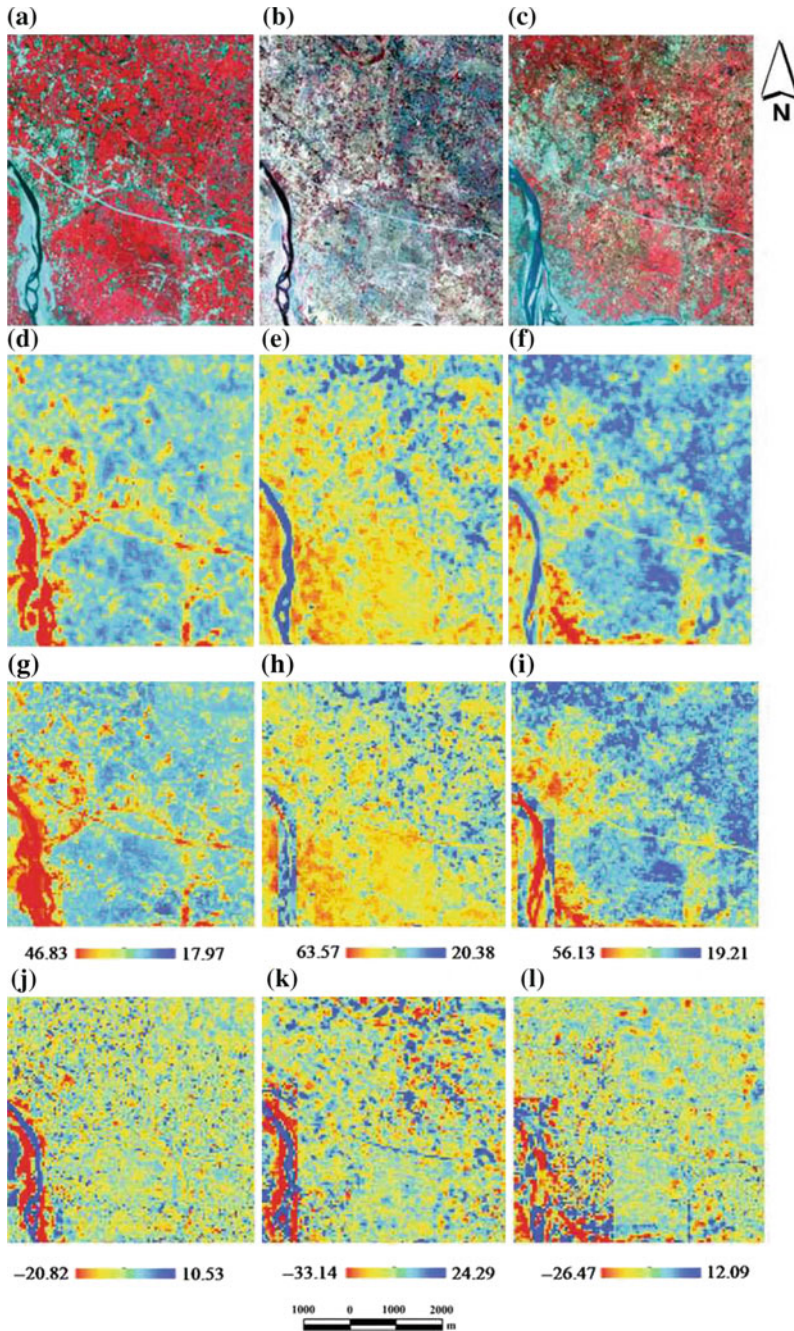 (a) (b) (c)
N
(d) (e) (f)
(g) (h) (i)
46.83 17.97 63.57 20.38 56.13 19.21
(j) (k) (l)
−20.82 10.53 −33.14 24.29 −26.47 12.09
1000 0 1000 2000
m